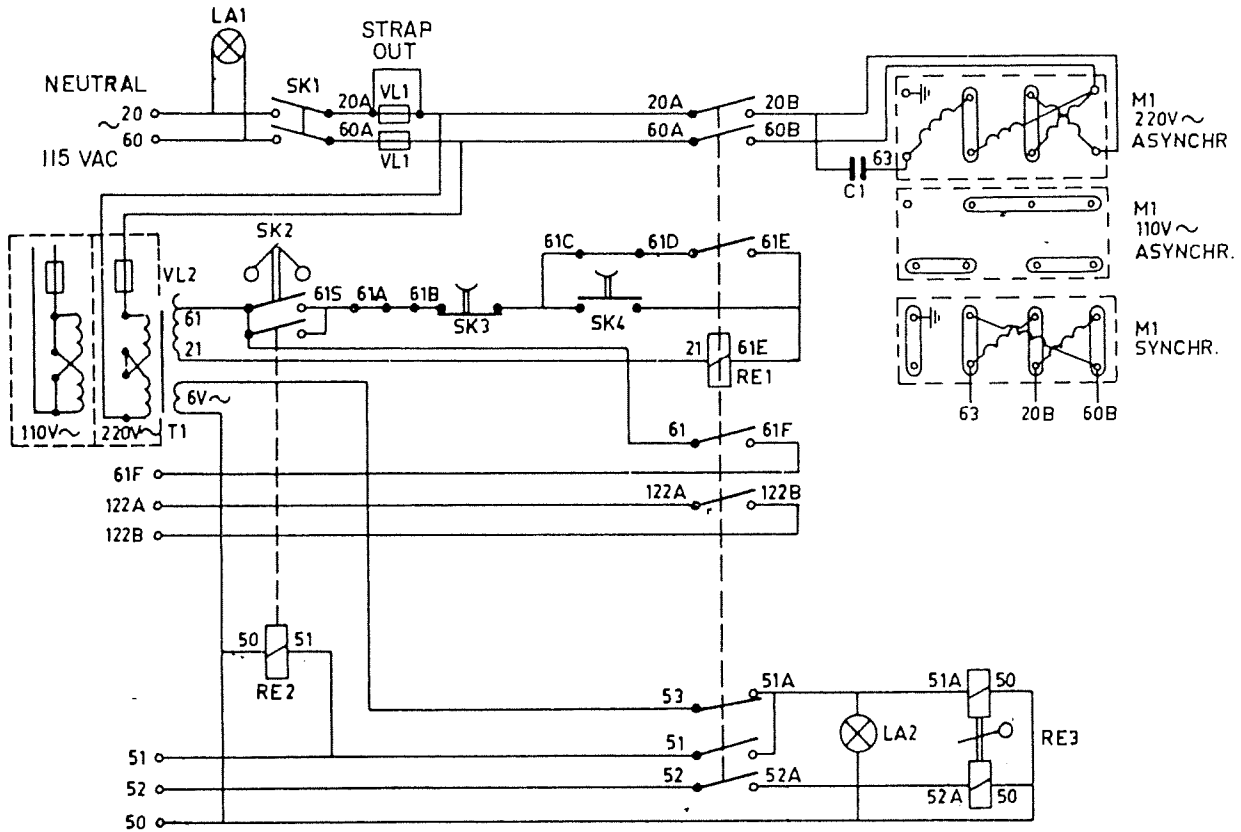 LA1
STRAP
OUT
NEUTRAL
SK1
20A
VL1
20
~
60
60A
VL1
115 VAC
20A
20B
60A
60B
63
C1
M1
220V~
ASYNCHR
M1
110V~
ASYNCHR.
M1
SYNCHR.
63
20B
60B
SK2
VL2
61
21
6V~
110V~
220V~
T1
61S
61A
61B
SK3
61C
61D
61E
SK4
21
61E
RE1
61
61F
61F
122A
122A
122B
122B
50
51
RE2
53
51A
51A
50
51
LA2
RE3
51
52
52A
52A
50
52
50